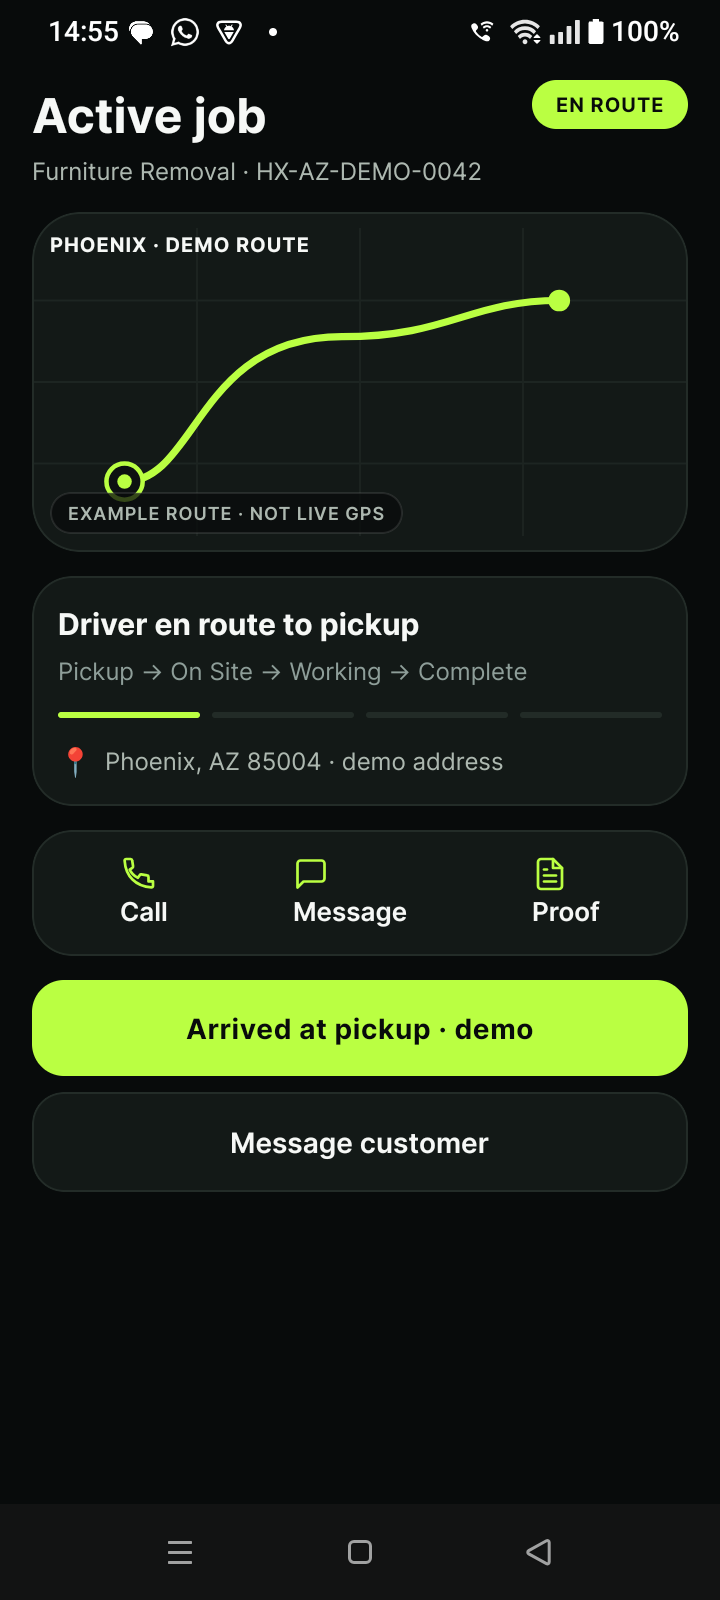 14:55
100%
Active job
EN ROUTE
Furniture Removal · HX-AZ-DEMO-0042
PHOENIX · DEMO ROUTE
EXAMPLE ROUTE · NOT LIVE GPS
Driver en route to pickup
Pickup → On Site → Working → Complete
Phoenix, AZ 85004 · demo address
Call
Message
Proof
Arrived at pickup · demo
Message customer